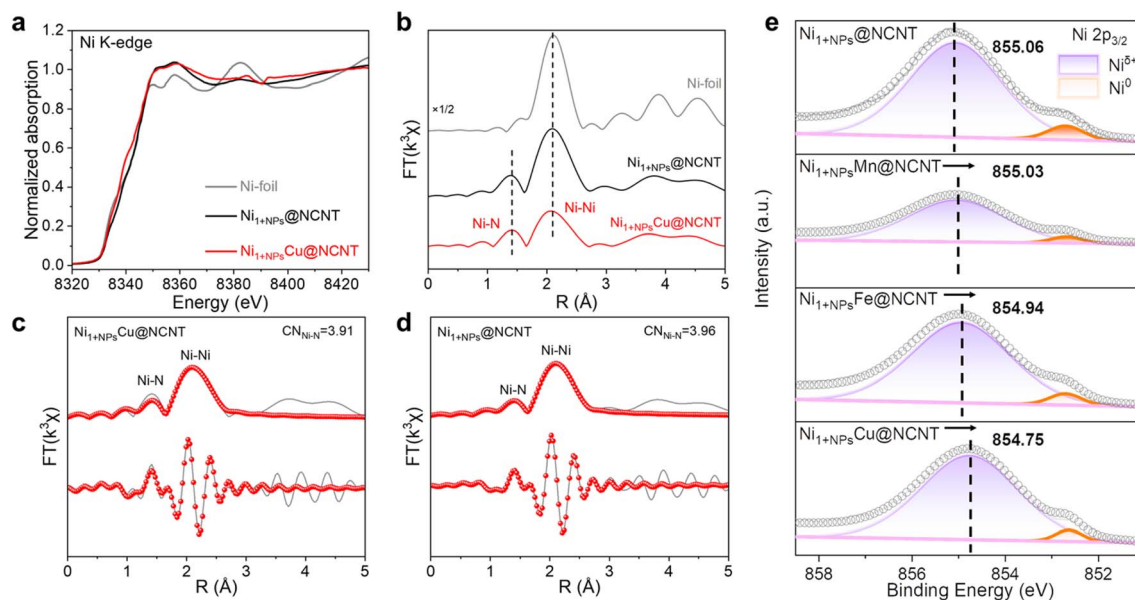 a
Ni K-edge
Normalized absorption
1.2
1.0
0.8
0.6
0.4
0.2
0.0
Ni-foil
Ni1+NPs@NCNT
Ni1+NPsCu@NCNT
8320 8340 8360 8380 8400 8420
Energy (eV)
b
FT(k³χ)
×1/2
Ni-foil
Ni1+NPs@NCNT
Ni-N
Ni-Ni
Ni1+NPsCu@NCNT
0 1 2 3 4 5 6
R (Å)
c
Ni1+NPsCu@NCNT
CNNi-N=3.91
Ni-Ni
Ni-N
FT(k³χ)
0 1 2 3 4 5
R (Å)
d
Ni1+NPs@NCNT
CNNi-N=3.96
Ni-Ni
Ni-N
FT(k³χ)
0 1 2 3 4 5
R (Å)
e
Intensity (a.u.)
Ni1+NPs@NCNT
855.06
Ni 2p3/2
Niδ+
Ni0
Ni1+NPsMn@NCNT
855.03
Ni1+NPsFe@NCNT
854.94
Ni1+NPsCu@NCNT
854.75
858 856 854 852
Binding Energy (eV)